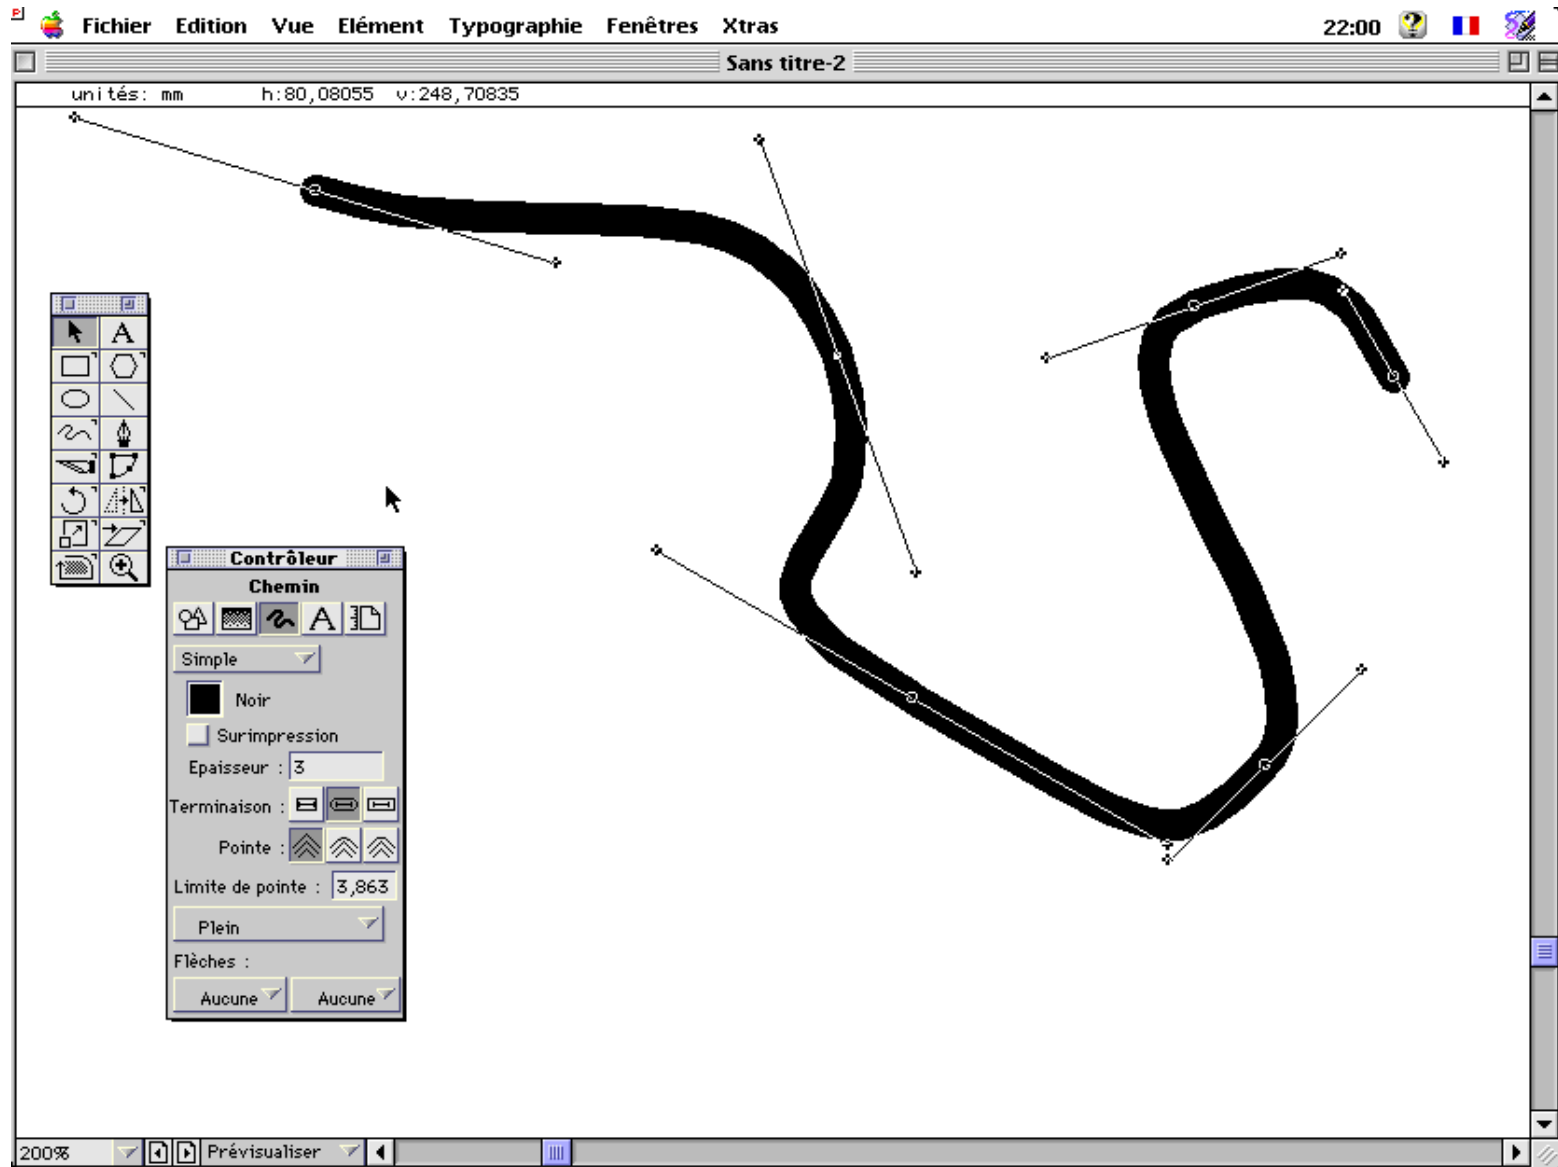 Fichier Edition Vue Elément Typographie Fenêtres Xtras 22:00
Sans titre-2
unités: mm h:80,08055 v:248,70835
A
Contrôleur
Chemin
A
Simple
Noir
Surimpression
Epaisseur : 3
Terminaison :
Pointe :
Limite de pointe : 3,863
Plein
Flèches :
Aucune Aucune
200% Prévisualiser